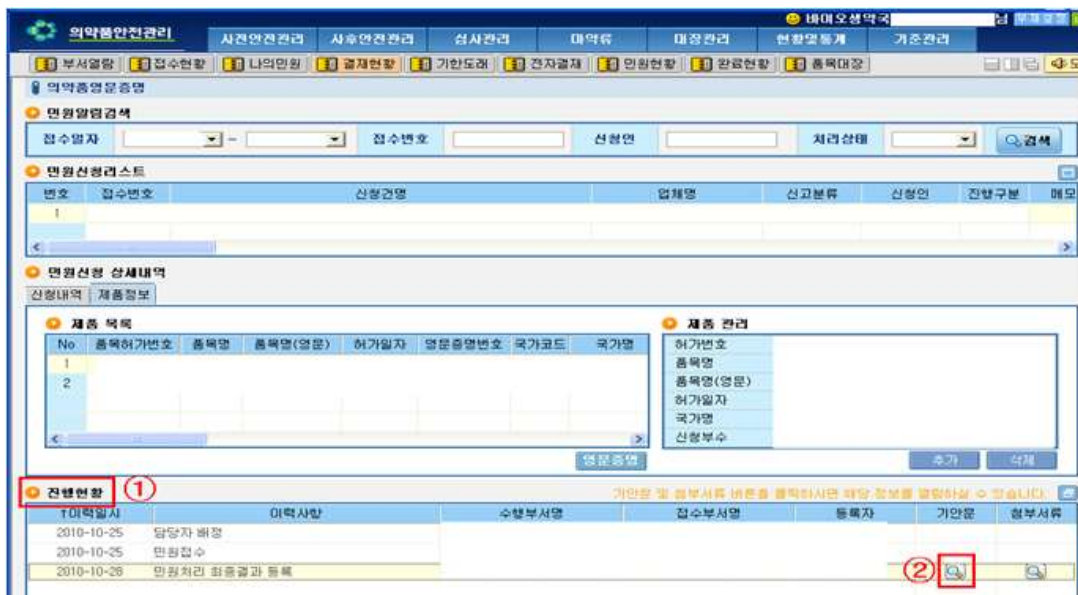 바이오생약국 님
의약품안전관리 사전안전관리 사후안전관리 심사관리 마약류 대장관리 현황및통계 기준관리
부서열람 접수현황 나의민원 결재현황 기한도래 전자결재 민원현황 완료현황 품목대장
의약품영문증명
민원알림검색
접수일자 ~ 접수번호 신청인 처리상태 검색
민원신청리스트
번호 접수번호 신청건명 업체명 신고분류 신청인 진행구분 메모
1
민원신청 상세내역
신청내역 제품정보
제품 목록 제품 관리
No 품목허가번호 품목명 품목명(영문) 허가일자 영문증명번호 국가코드 국가명 허가번호
1 품목명
2 품목명(영문)
허가일자
국가명
신청부수
영문증명 추가 삭제
진행현황 ① 기안문 및 첨부서류 버튼을 클릭하시면 해당 정보를 열람하실 수 있습니다.
↑이력일시 이력사항 수행부서명 접수부서명 등록자 기안문 첨부서류
2010-10-25 담당자 배정
2010-10-25 민원접수
2010-10-28 민원처리 최종결과 등록 ②